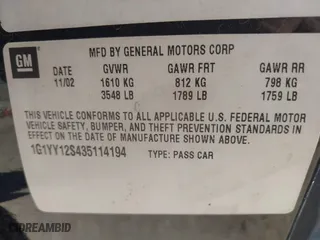 GM
MFD BY GENERAL MOTORS CORP
DATE GVWR GAWR FRT GAWR RR
11/02 1610 KG 812 KG 798 KG
3548 LB 1789 LB 1759 LB
THIS VEHICLE CONFORMS TO ALL APPLICABLE U.S. FEDERAL MOTOR
VEHICLE SAFETY, BUMPER, AND THEFT PREVENTION STANDARDS IN
EFFECT ON THE DATE OF MANUFACTURE SHOWN ABOVE.
1G1YY12S435114194 TYPE: PASS CAR
CIDREAMBID